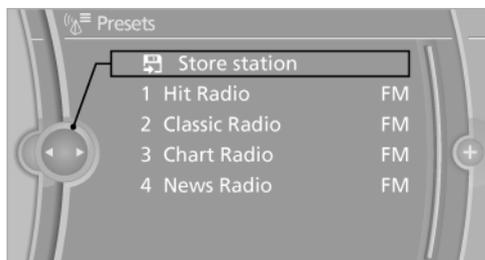 Presets
Store station
1 Hit Radio FM
2 Classic Radio FM
3 Chart Radio FM
4 News Radio FM